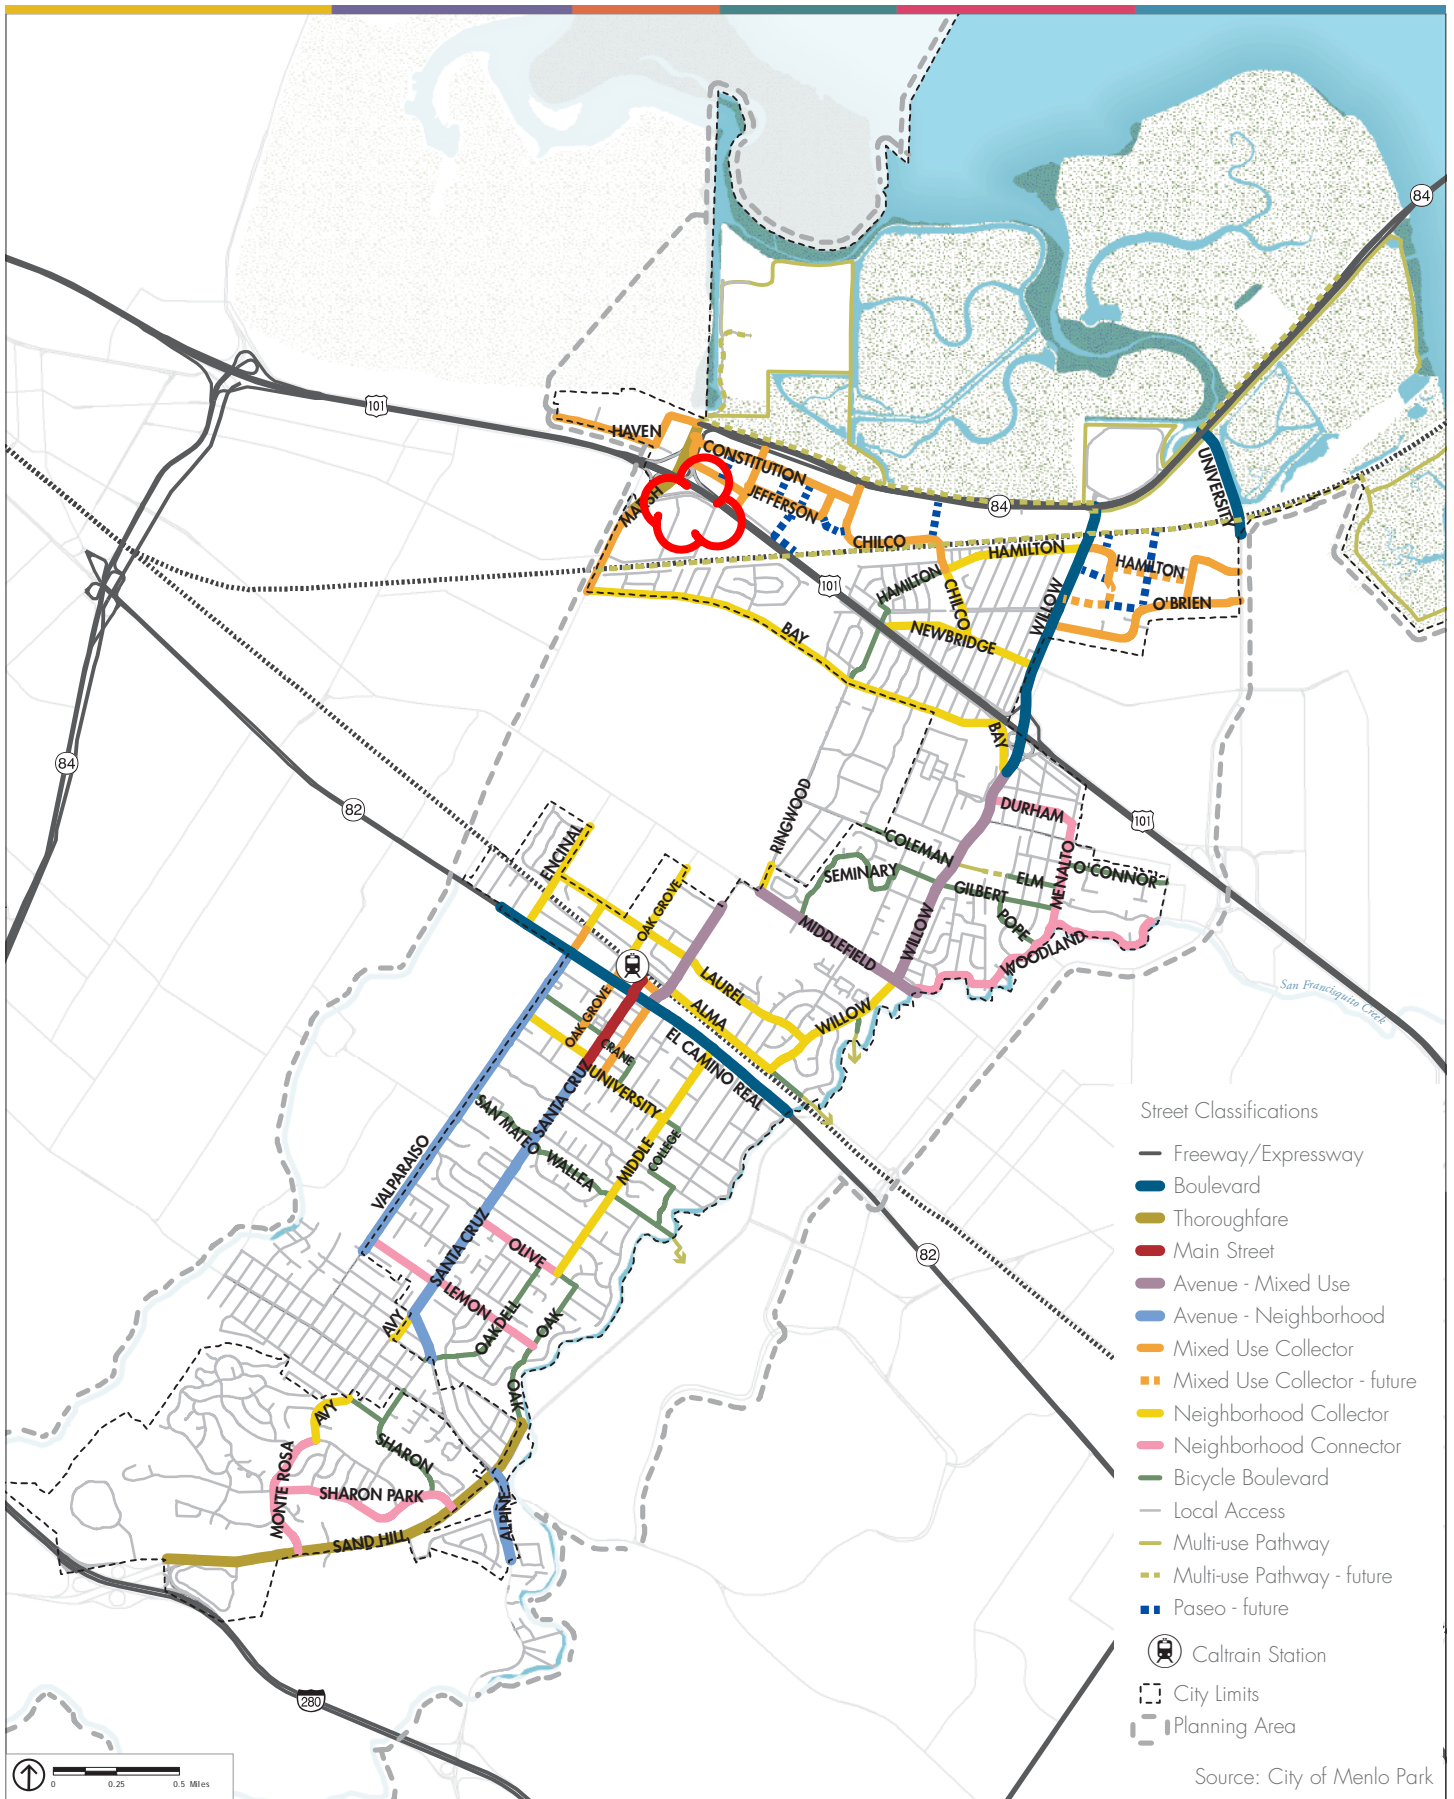 84
101
HAVEN
CONSTITUTION
MARSH
JEFFERSON
UNIVERSITY
84
CHILCO
HAMILTON
HAMILTON
HAMILTON
CHILCO
WILLOW
O'BRIEN
101
BAY
NEWBRIDGE
BAY
84
82
RINGWOOD
DURHAM
101
ENCINAL
'COLEMAN
SEMINARY
MENALTO
O'CONNOR
ELM
GILBERT
OAK GROVE
POPE
MIDDLEFIELD
WILLOW
WOODLAND
LAUREL
San Francisquito Creek
ALMA
WILLOW
OAK GROVE
CRANE
EL CAMINO REAL
UNIVERSITY
SANTA CRUZ
SAN MATEO
WALLEA
MIDDLE
COLLEGE
VALPARAISO
SANTA CRUZ
OLIVE
LEMON
OAKDELL
OAK
AVY
82
OAK
AVY
SHARON
MONTE ROSA
SHARON PARK
SAND HILL
ALPINE
280
Street Classifications
Freeway/Expressway
Boulevard
Thoroughfare
Main Street
Avenue - Mixed Use
Avenue - Neighborhood
Mixed Use Collector
Mixed Use Collector - future
Neighborhood Collector
Neighborhood Connector
Bicycle Boulevard
Local Access
Multi-use Pathway
Multi-use Pathway - future
Paseo - future
Caltrain Station
City Limits
Planning Area
0 0.25 0.5 Miles
Source: City of Menlo Park